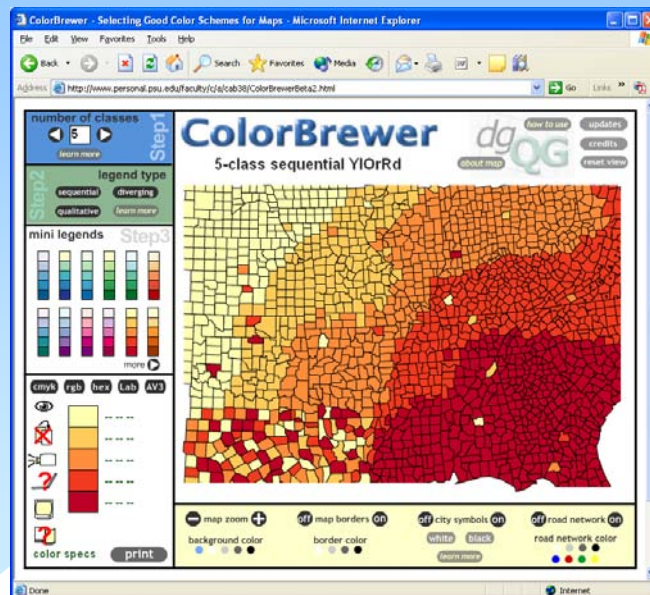 ColorBrewer - Selecting Good Color Schemes for Maps - Microsoft Internet Explorer
File Edit View Favorites Tools Help
Back Search Favorites Media
Address http://www.personal.psu.edu/faculty/c/a/cab38/ColorBrewerBeta2.html Go Links »
number of classes
5
learn more
Step1
ColorBrewer
5-class sequential YlOrRd
dg
QG
how to use
updates
credits
about map
reset view
Step2
legend type
sequential diverging
qualitative learn more
mini legends Step3
more
cmyk rgb hex Lab AV3
-- -- --
-- -- --
-- -- --
-- -- --
-- -- --
color specs print
map zoom off map borders on off city symbols on off road network on
background color border color white black road network color
learn more
Done Internet